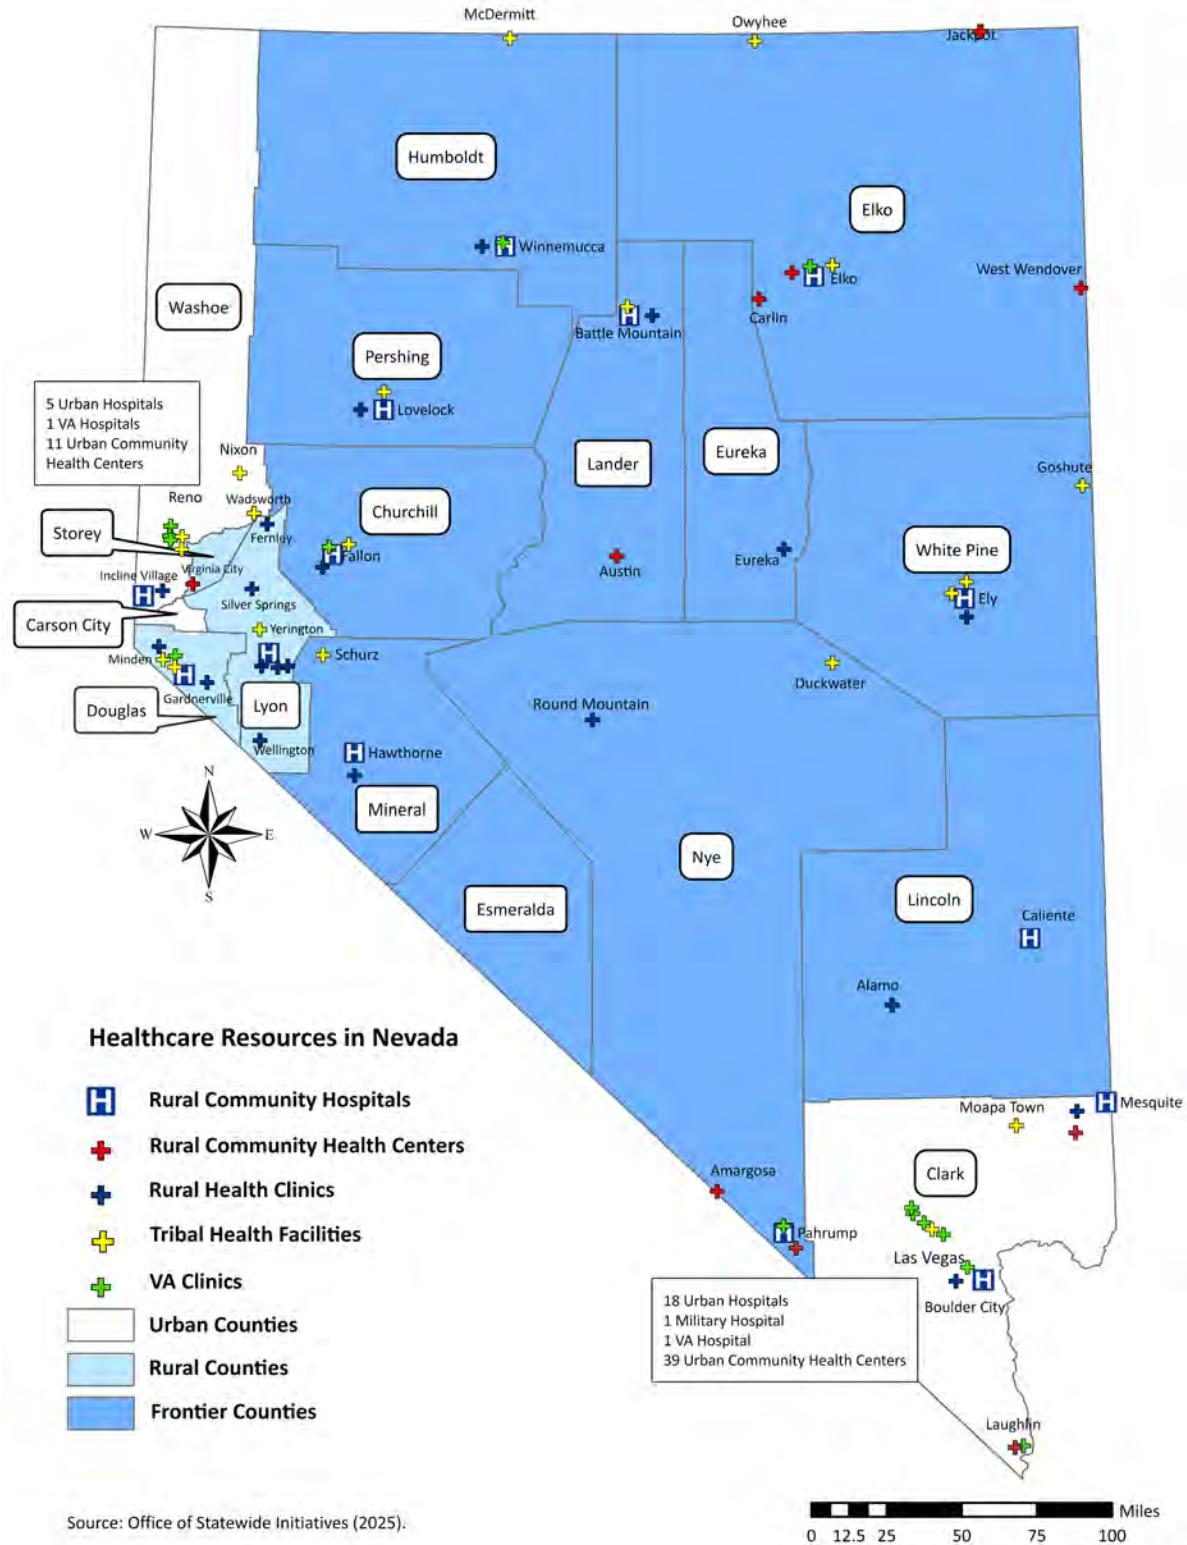 McDermitt
Owyhee
Jackpot
Humboldt
Elko
Winnemucca
Elko
West Wendover
Washoe
Carlin
Battle Mountain
Pershing
Lovelock
5 Urban Hospitals
1 VA Hospitals
11 Urban Community
Health Centers
Nixon
Lander
Eureka
Goshute
Reno
Wadsworth
Churchill
Storey
Fernley
Fallon
White Pine
Eureka
Austin
Virginia City
Incline Village
Silver Springs
Ely
Carson City
Yerington
Minden
Schurz
Duckwater
Gardnerville
Douglas
Lyon
Round Mountain
Wellington
Hawthorne
N
W
E
S
Mineral
Nye
Esmeralda
Lincoln
Caliente
Alamo
Healthcare Resources in Nevada
H Rural Community Hospitals
Rural Community Health Centers
Rural Health Clinics
Tribal Health Facilities
VA Clinics
Urban Counties
Rural Counties
Frontier Counties
Moapa Town
Mesquite
Amargosa
Clark
Pahrump
Las Vegas
Boulder City
18 Urban Hospitals
1 Military Hospital
1 VA Hospital
39 Urban Community Health Centers
Laughlin
Source: Office of Statewide Initiatives (2025).
Miles
0 12.5 25 50 75 100